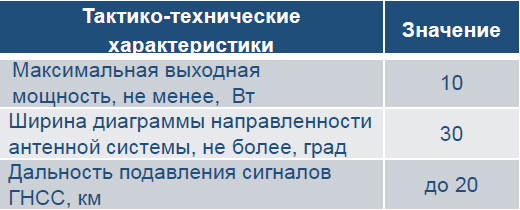 Тактико-технические
характеристики
Значение
Максимальная выходная
мощность, не менее, Вт
10
Ширина диаграммы направленности
антенной системы, не более, град
30
Дальность подавления сигналов
ГНСС, км
до 20